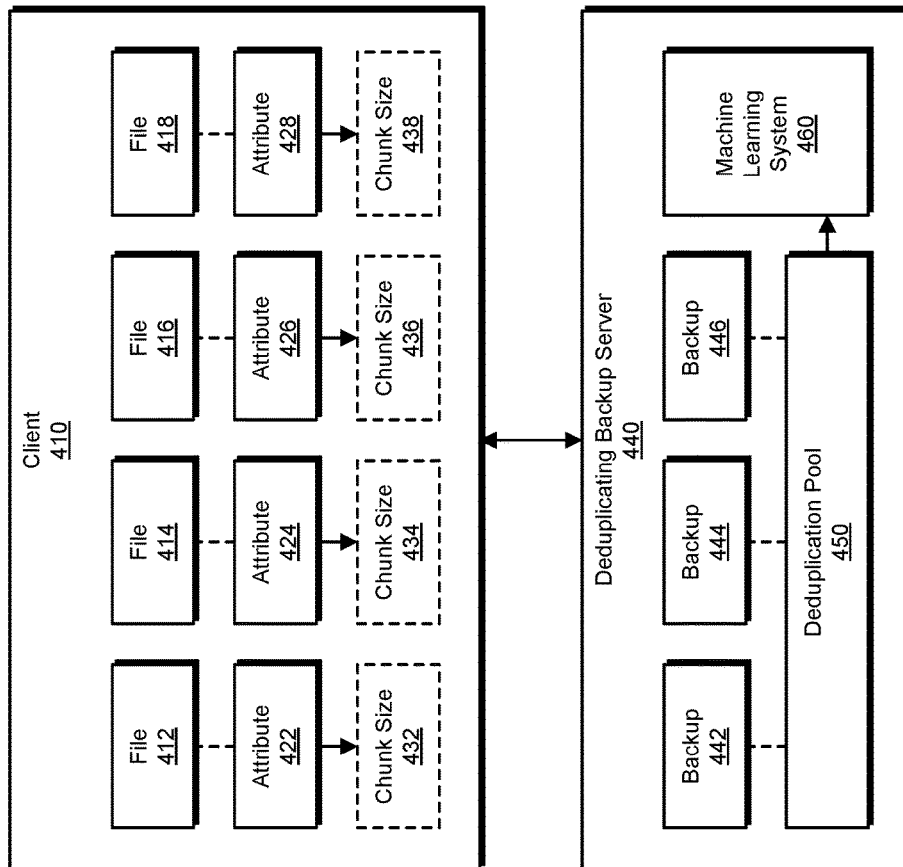 Client
410
File
412
File
414
File
416
File
418
Attribute
422
Attribute
424
Attribute
426
Attribute
428
Chunk Size
432
Chunk Size
434
Chunk Size
436
Chunk Size
438
Deduplicating Backup Server
440
Backup
442
Backup
444
Backup
446
Deduplication Pool
450
Machine
Learning
System
460